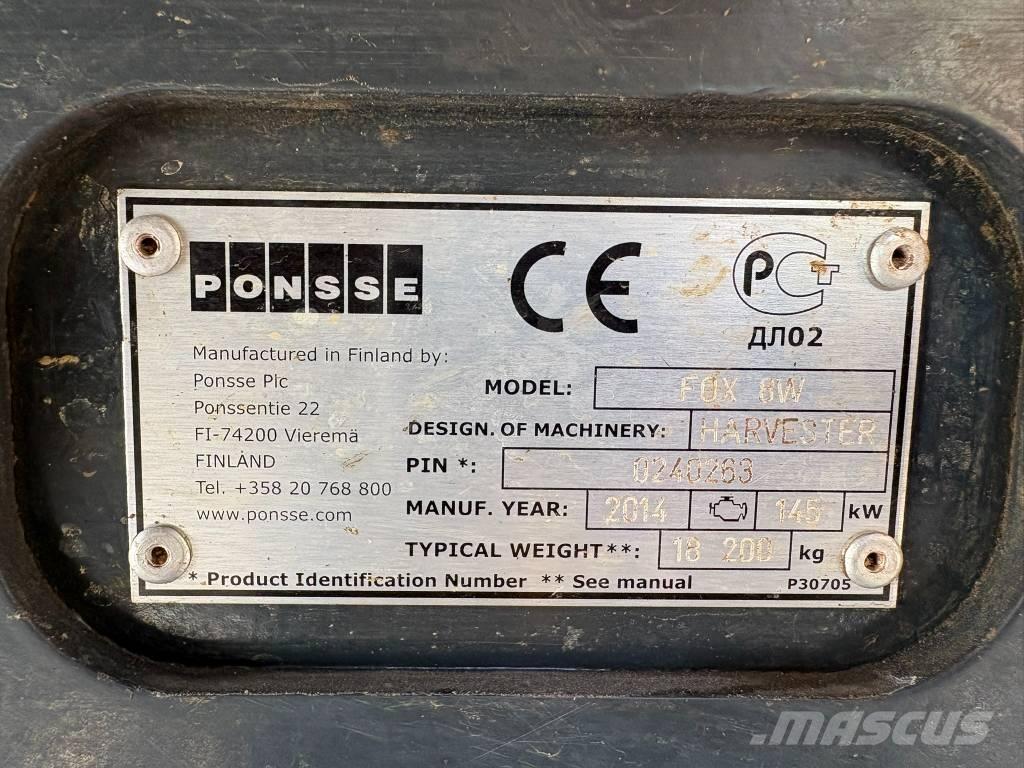 PONSSE
CE
PCT
ДЛ02
Manufactured in Finland by:
Ponsse Plc
Ponssentie 22
FI-74200 Vieremä
FINLAND
Tel. +358 20 768 800
www.ponsse.com
MODEL: FOX 8W
DESIGN. OF MACHINERY: HARVESTER
PIN *: 0240263
MANUF. YEAR: 2014 145 kW
TYPICAL WEIGHT**: 18 200 kg
* Product Identification Number ** See manual P30705
MASCUS